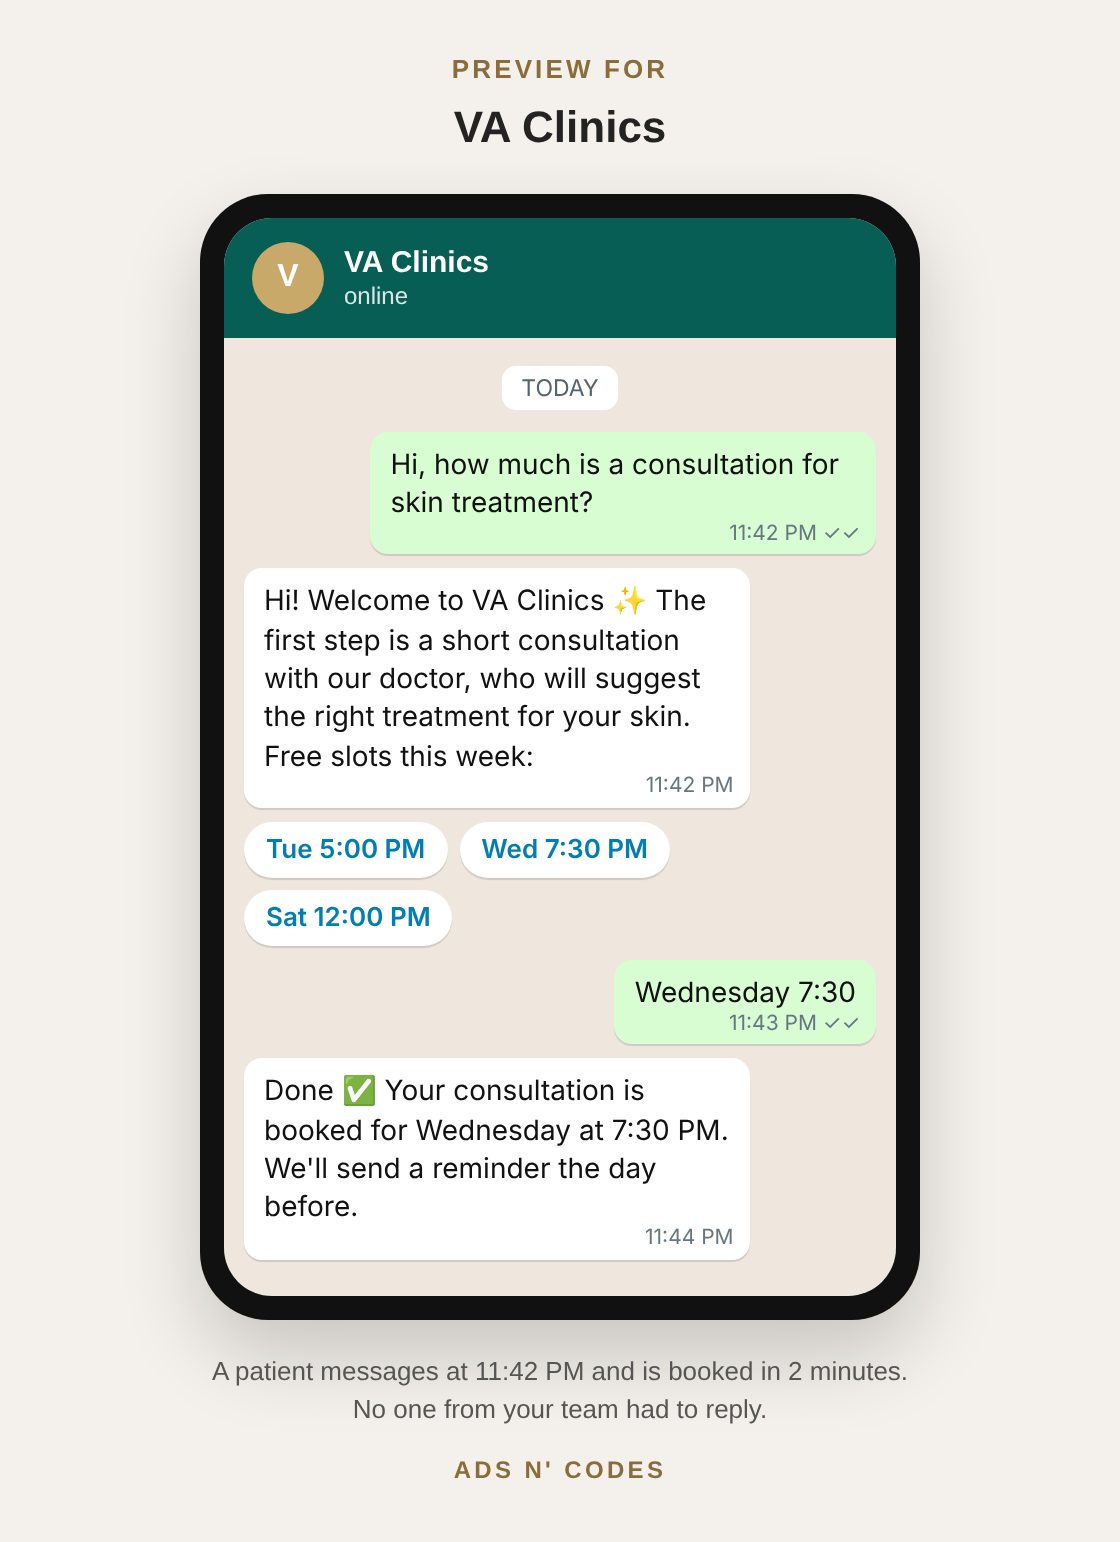 PREVIEW FOR
VA Clinics
V
VA Clinics
online
TODAY
Hi, how much is a consultation for
skin treatment?
11:42 PM ✓✓
Hi! Welcome to VA Clinics ✨ The
first step is a short consultation
with our doctor, who will suggest
the right treatment for your skin.
Free slots this week:
11:42 PM
Tue 5:00 PM
Wed 7:30 PM
Sat 12:00 PM
Wednesday 7:30
11:43 PM ✓✓
Done ✅ Your consultation is
booked for Wednesday at 7:30 PM.
We'll send a reminder the day
before.
11:44 PM
A patient messages at 11:42 PM and is booked in 2 minutes.
No one from your team had to reply.
ADS N' CODES